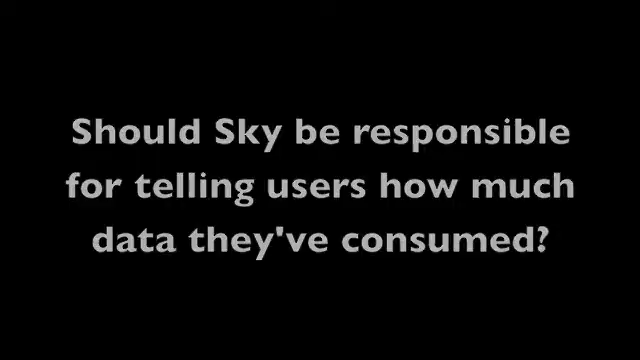 Should Sky be responsible
for telling users how much
data they've consumed?